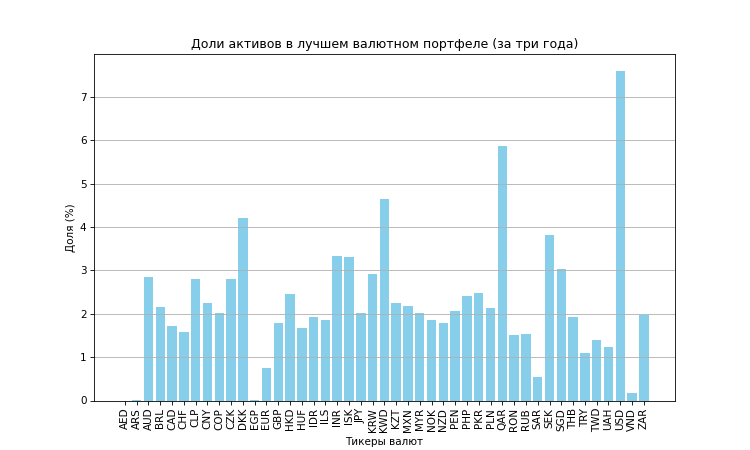 Доли активов в лучшем валютном портфеле (за три года)
Доля (%)
7
6
5
4
3
2
1
0
AED ARS AUD BRL CAD CHF CLP CNY COP CZK DKK EGP EUR GBP HKD HUF IDR ILS INR ISK JPY KRW KWD KZT MXN MYR NOK NZD PEN PHP PKR PLN QAR RON RUB SAR SEK SGD THB TRY TWD UAH USD VND ZAR
Тикеры валют